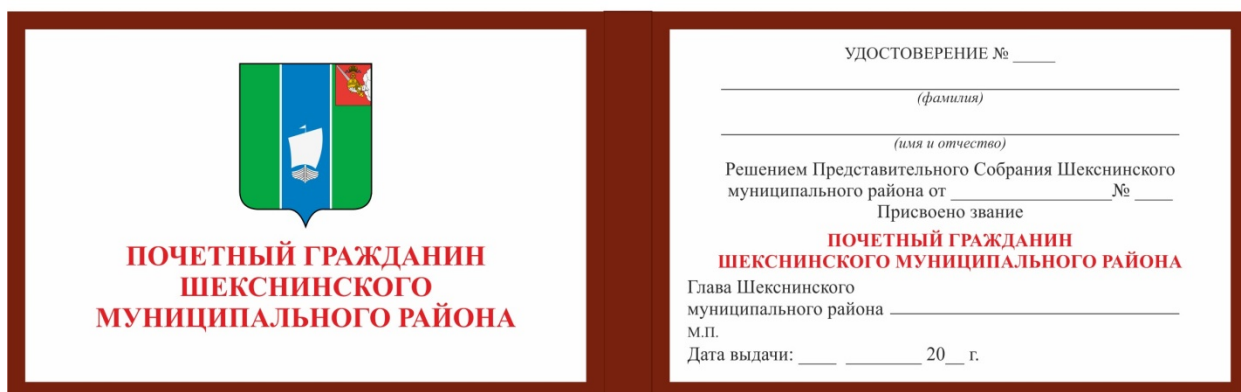 ПОЧЕТНЫЙ ГРАЖДАНИН
ШЕКСНИНСКОГО
МУНИЦИПАЛЬНОГО РАЙОНА
УДОСТОВЕРЕНИЕ № _____
(фамилия)
(имя и отчество)
Решением Представительного Собрания Шекснинского
муниципального района от _________________№ ____
Присвоено звание
ПОЧЕТНЫЙ ГРАЖДАНИН
ШЕКСНИНСКОГО МУНИЦИПАЛЬНОГО РАЙОНА
Глава Шекснинского
муниципального района ______________________________
М.П.
Дата выдачи: ____ ________ 20__ г.